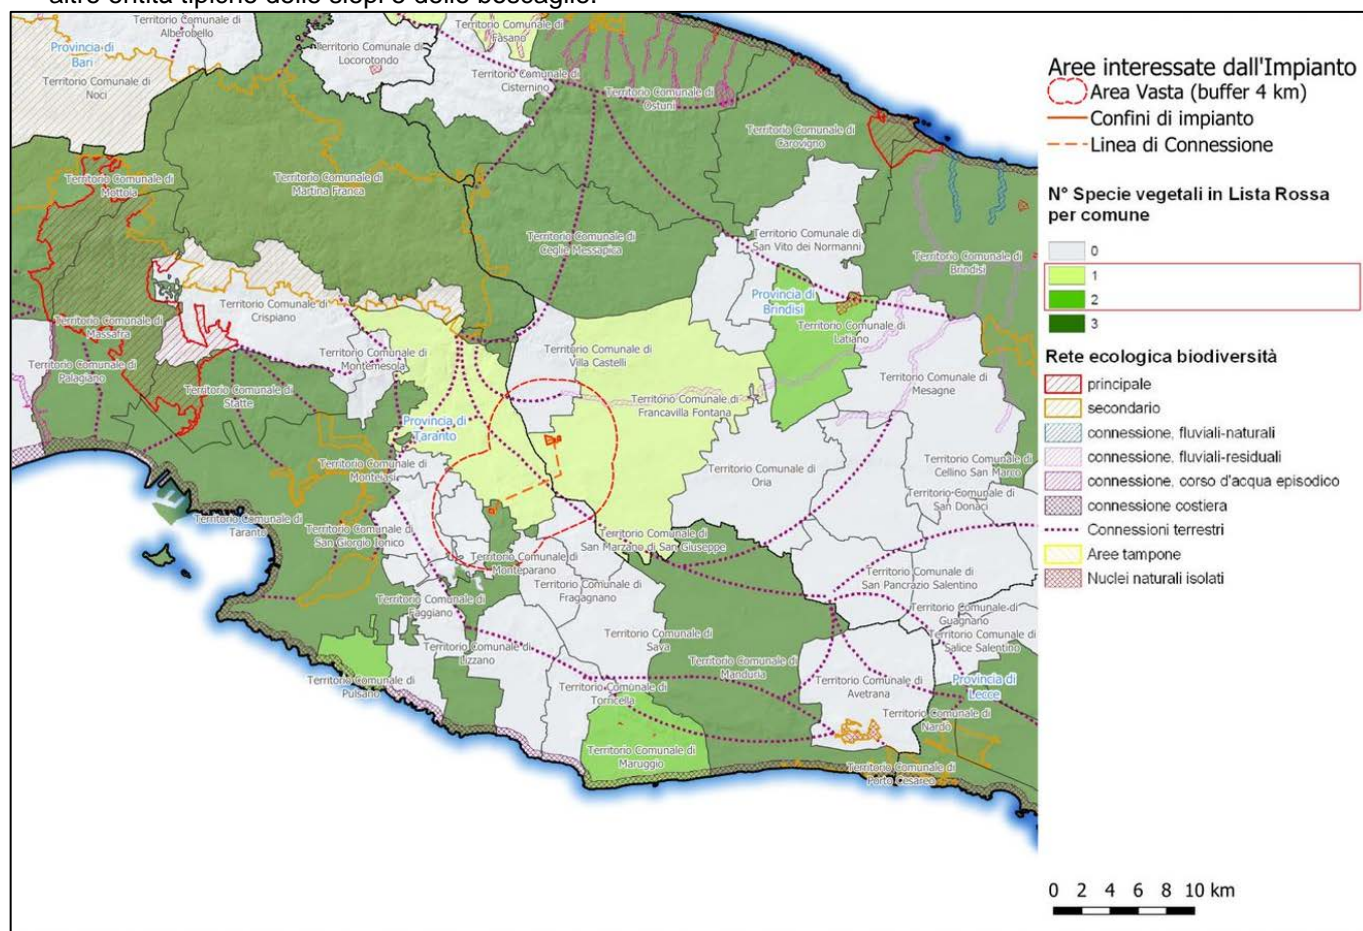 altre entità tipiche delle siepi e delle boscaglie.
Territorio Comunale di
Alberobello
Provincia di
Bari
Territorio Comunale di
Noci
Territorio Comunale di
Locorotondo
Territorio Comunale di
Fasano
Territorio Comunale di
Cisternino
Territorio Comunale di
Ostuni
Territorio Comunale di
Carovigno
Territorio Comunale di
Mottola
Territorio Comunale di
Martina Franca
Territorio Comunale di
Ceglie Messapica
Territorio Comunale di
San Vito dei Normanni
Territorio Comunale di
Brindisi
Provincia di
Brindisi
Territorio Comunale di
Crispiano
Territorio Comunale di
Massafra
Territorio Comunale di
Latiano
Territorio Comunale di
Palagiano
Territorio Comunale di
Montemesola
Territorio Comunale di
Villa Castelli
Territorio Comunale di
Mesagne
Territorio Comunale di
Statte
Territorio Comunale di
Francavilla Fontana
Provincia di
Taranto
Territorio Comunale di
Monteiasi
Territorio Comunale di
Oria
Territorio Comunale di
Cellino San Marco
Territorio Comunale di
San Donaci
Territorio Comunale di
Taranto
Territorio Comunale di
San Giorgio Ionico
Territorio Comunale di
San Marzano di San Giuseppe
Territorio Comunale di
Monteparano
Territorio Comunale di
San Pancrazio Salentino
Territorio Comunale di
Fragagnano
Territorio Comunale di
Faggiano
Territorio Comunale di
Guagnano
Territorio Comunale di
Salice Salentino
Territorio Comunale di
Sava
Territorio Comunale di
Lizzano
Territorio Comunale di
Manduria
Territorio Comunale di
Avetrana
Provincia di
Lecce
Territorio Comunale di
Pulsano
Territorio Comunale di
Torricella
Territorio Comunale di
Nardò
Territorio Comunale di
Maruggio
Territorio Comunale di
Porto Cesareo
Aree interessate dall'Impianto
Area Vasta (buffer 4 km)
Confini di impianto
Linea di Connessione
N° Specie vegetali in Lista Rossa
per comune
0
1
2
3
Rete ecologica biodiversità
principale
secondario
connessione, fluviali-naturali
connessione, fluviali-residuali
connessione, corso d'acqua episodico
connessione costiera
Connessioni terrestri
Aree tampone
Nuclei naturali isolati
0 2 4 6 8 10 km